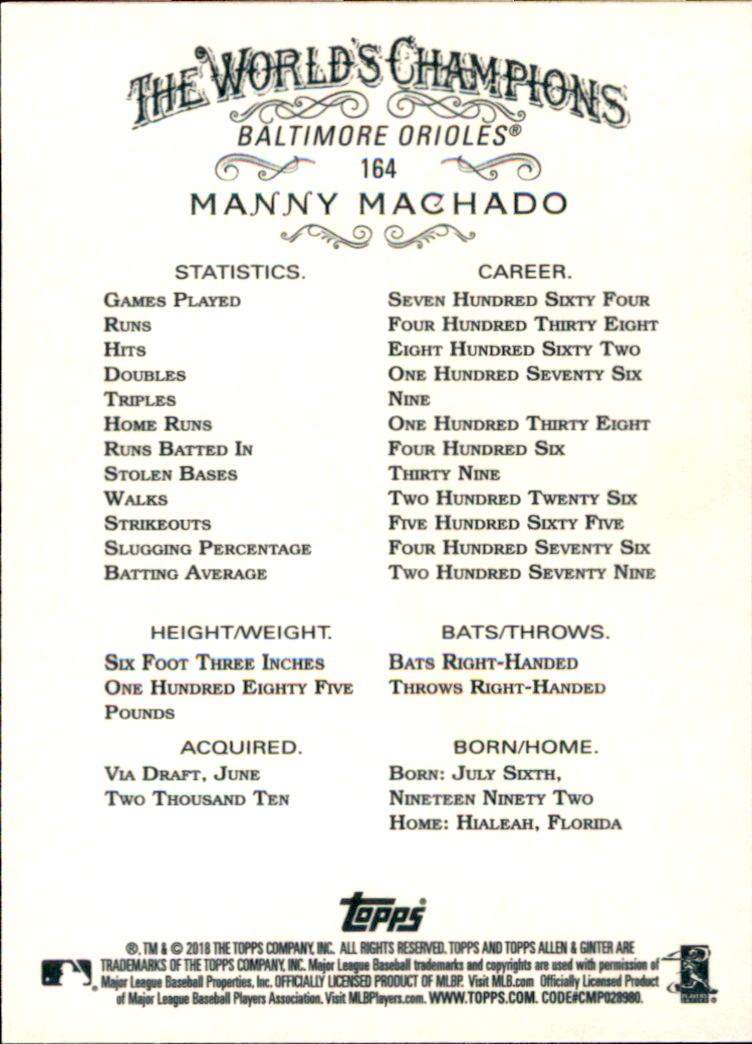 THE WORLD'S CHAMPIONS
BALTIMORE ORIOLES®
164
MANNY MACHADO
STATISTICS. CAREER.
GAMES PLAYED SEVEN HUNDRED SIXTY FOUR
RUNS FOUR HUNDRED THIRTY EIGHT
HITS EIGHT HUNDRED SIXTY TWO
DOUBLES ONE HUNDRED SEVENTY SIX
TRIPLES NINE
HOME RUNS ONE HUNDRED THIRTY EIGHT
RUNS BATTED IN FOUR HUNDRED SIX
STOLEN BASES THIRTY NINE
WALKS TWO HUNDRED TWENTY SIX
STRIKEOUTS FIVE HUNDRED SIXTY FIVE
SLUGGING PERCENTAGE FOUR HUNDRED SEVENTY SIX
BATTING AVERAGE TWO HUNDRED SEVENTY NINE
HEIGHT/WEIGHT.
SIX FOOT THREE INCHES
ONE HUNDRED EIGHTY FIVE
POUNDS
BATS/THROWS.
BATS RIGHT-HANDED
THROWS RIGHT-HANDED
ACQUIRED.
VIA DRAFT, JUNE
TWO THOUSAND TEN
BORN/HOME.
BORN: JULY SIXTH,
NINETEEN NINETY TWO
HOME: HIALEAH, FLORIDA
topps
®, TM & © 2018 THE TOPPS COMPANY, INC. ALL RIGHTS RESERVED. TOPPS AND TOPPS ALLEN & GINTER ARE
TRADEMARKS OF THE TOPPS COMPANY, INC. Major League Baseball trademarks and copyrights are used with permission of
Major League Baseball Properties, Inc. OFFICIALLY LICENSED PRODUCT OF MLBP. Visit MLB.com Officially Licensed Product
of Major League Baseball Players Association. Visit MLBPlayers.com. WWW.TOPPS.COM. CODE#CMP028980.